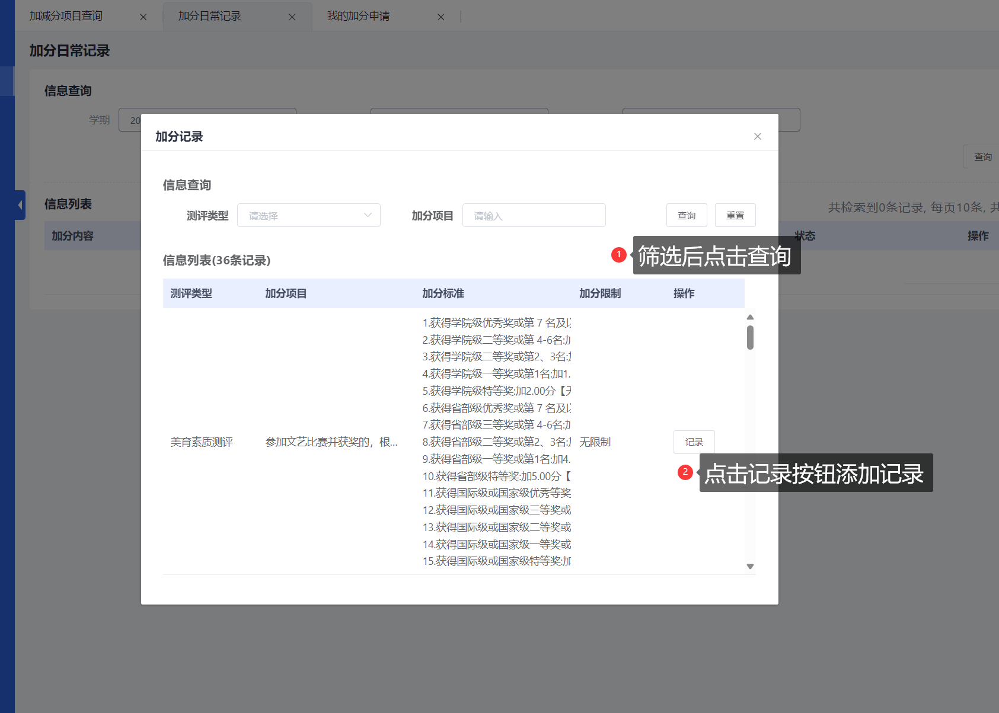 加减分项目查询
加分日常记录
我的加分申请
加分日常记录
信息查询
学期
20
查询
信息列表
共检索到0条记录, 每页10条, 共
加分内容
状态
操作
加分记录
信息查询
测评类型
请选择
加分项目
请输入
查询
重置
1
筛选后点击查询
信息列表(36条记录)
测评类型
加分项目
加分标准
加分限制
操作
1.获得学院级优秀奖或第 7 名及以
2.获得学院级二等奖或第 4-6名:加
3.获得学院级二等奖或第2、3名:加
4.获得学院级一等奖或第1名:加1.
5.获得学院级特等奖:加2.00分【无
6.获得省部级优秀奖或第 7 名及以
7.获得省部级三等奖或第 4-6名:加
8.获得省部级二等奖或第2、3名:加
9.获得省部级一等奖或第1名:加4.
10.获得省部级特等奖:加5.00分【
11.获得国际级或国家级优秀等奖
12.获得国际级或国家级三等奖或
13.获得国际级或国家级二等奖或
14.获得国际级或国家级一等奖或
15.获得国际级或国家级特等奖:加
美育素质测评
参加文艺比赛并获奖的，根...
无限制
记录
2
点击记录按钮添加记录